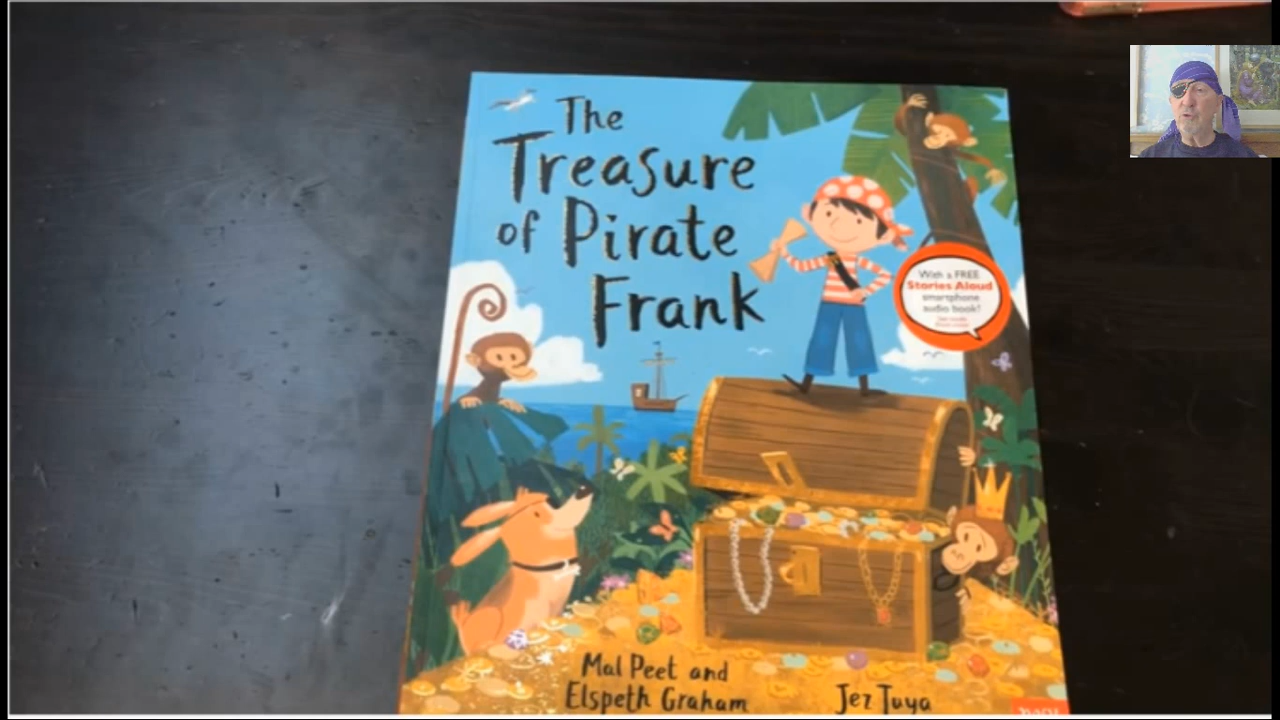 The
Treasure
of Pirate
Frank
With a FREE
Stories Aloud
smartphone
audio book!
Mal Peet and
Elspeth Graham
Jez Tuya